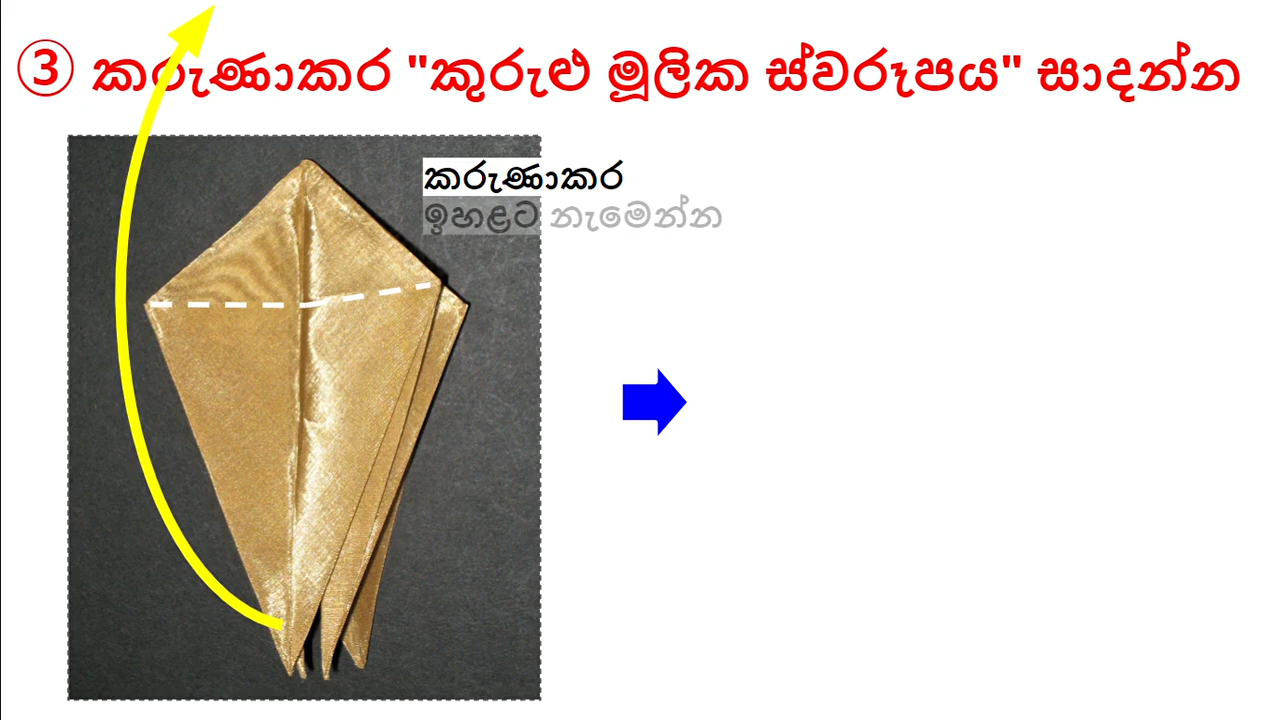 ③ කරුණාකර "කුරුළු මූලික ස්වරූපය" සාදන්න
කරුණාකර
ඉහළට නැමෙන්න